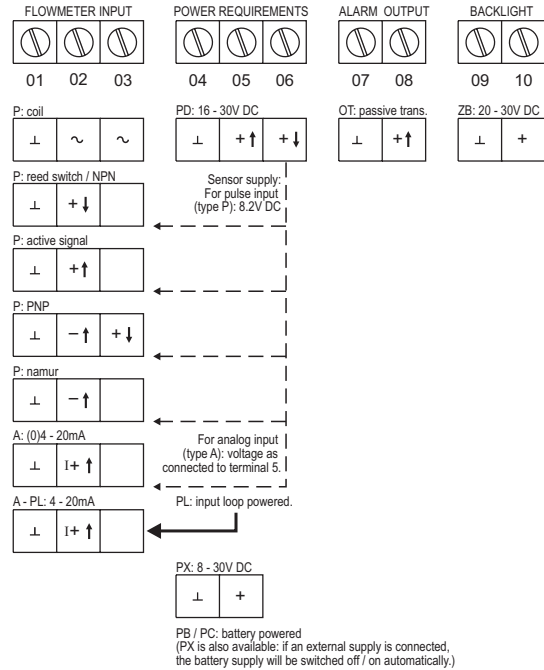 FLOWMETER INPUT
POWER REQUIREMENTS
ALARM OUTPUT
BACKLIGHT
01 02 03
04 05 06
07 08
09 10
P: coil
⊥ ~ ~
PD: 16 - 30V DC
⊥ +↑ +↓
OT: passive trans.
⊥ +↑
ZB: 20 - 30V DC
⊥ +
P: reed switch / NPN
⊥ +↓
Sensor supply:
For pulse input
(type P): 8.2V DC
P: active signal
⊥ +↑
P: PNP
⊥ –↑ +↓
P: namur
⊥ –↑
A: (0)4 - 20mA
⊥ I+ ↑
For analog input
(type A): voltage as
connected to terminal 5.
A - PL: 4 - 20mA
⊥ I+ ↑
PL: input loop powered.
PX: 8 - 30V DC
⊥ +
PB / PC: battery powered
(PX is also available: if an external supply is connected,
the battery supply will be switched off / on automatically.)